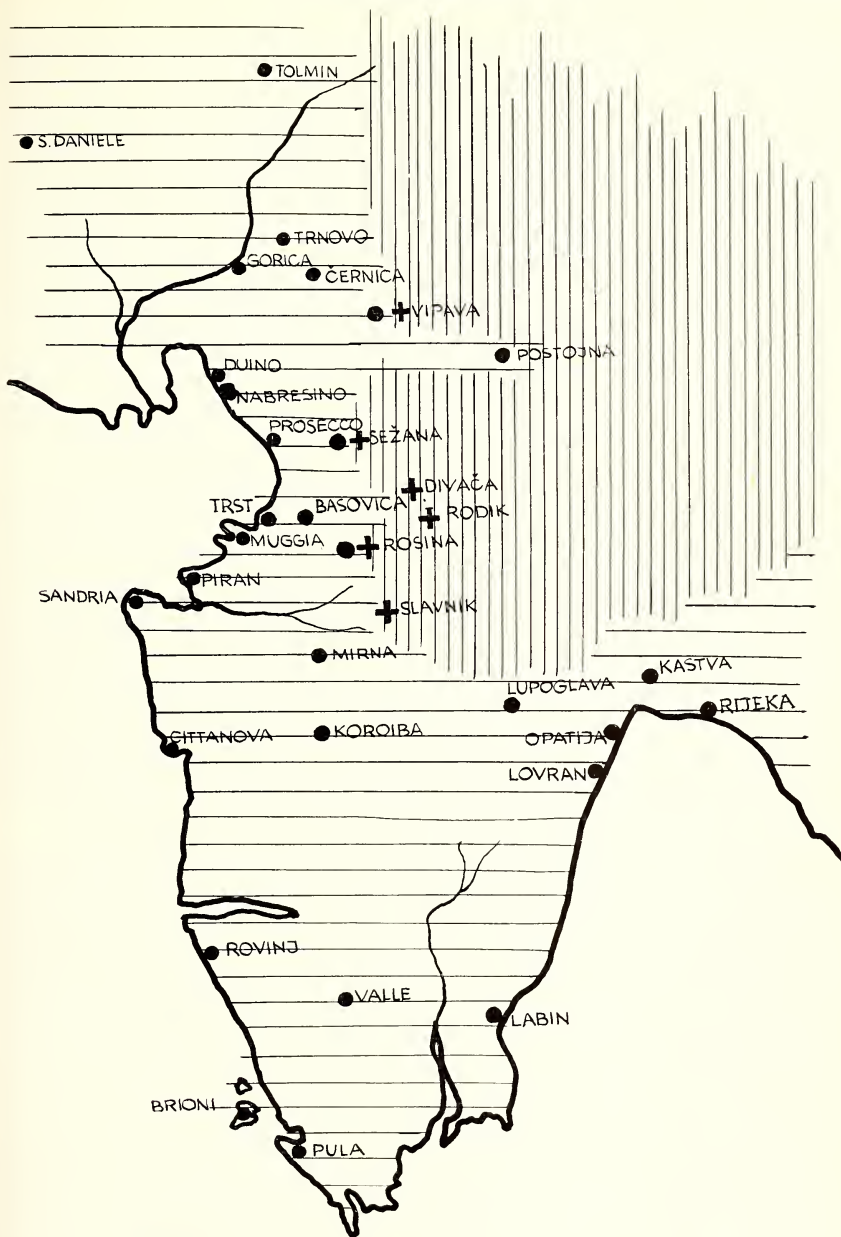 TOLMIN
S. DANIELE
TRNOVO
GORICA
ČERNICA
VIPAVA
POSTOJNA
DUINO
NABRESINO
PROSECCO
SEŽANA
DIVAČA
TRST
BASOVICA
RODIK
MUGGIA
ROSINA
PIRAN
SANDRIA
SLAVNIK
MIRNA
KASTVA
LUPOGLAVA
RIJEKA
CITTANOVA
KOROIBA
OPATIJA
LOVRAN
ROVINJ
VALLE
LABIN
BRIONI
PULA